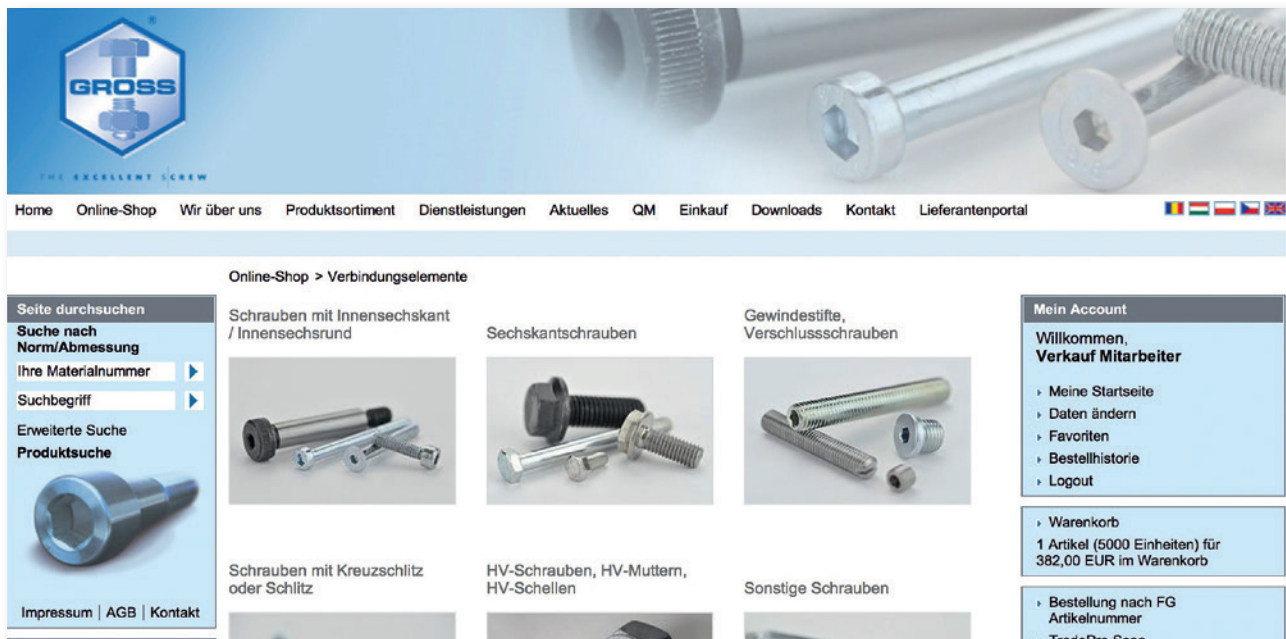 ®
GROSS
THE EXCELLENT SCREW
Home Online-Shop Wir über uns Produktsortiment Dienstleistungen Aktuelles QM Einkauf Downloads Kontakt Lieferantenportal
Online-Shop > Verbindungselemente
Seite durchsuchen
Suche nach
Norm/Abmessung
Ihre Materialnummer
Suchbegriff
Erweiterte Suche
Produktsuche
Impressum | AGB | Kontakt
Schrauben mit Innensechskant
/ Innensechsrund
Sechskantschrauben
Gewindestifte,
Verschlussschrauben
Schrauben mit Kreuzschlitz
oder Schlitz
HV-Schrauben, HV-Muttern,
HV-Schellen
Sonstige Schrauben
Mein Account
Willkommen,
Verkauf Mitarbeiter
Meine Startseite
Daten ändern
Favoriten
Bestellhistorie
Logout
Warenkorb
1 Artikel (5000 Einheiten) für
382,00 EUR im Warenkorb
Bestellung nach FG
Artikelnummer